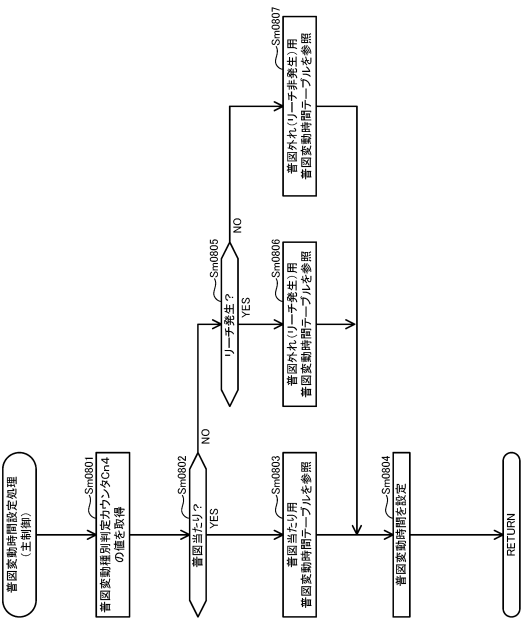 普図変動時間設定処理
(主制御)
Sm0801
普図変動種別判定カウンタCn4
の値を取得
Sm0802
普図当たり?
NO
YES
Sm0803
普図当たり用
普図変動時間テーブルを参照
Sm0804
普図変動時間を設定
RETURN
Sm0805
リーチ発生?
NO
YES
Sm0806
普図外れ(リーチ発生)用
普図変動時間テーブルを参照
Sm0807
普図外れ(リーチ非発生)用
普図変動時間テーブルを参照